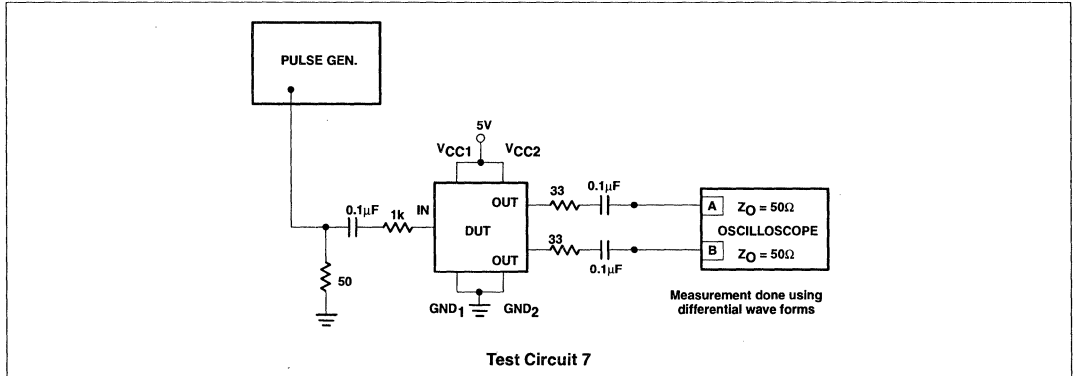 PULSE GEN.
5V
VCC1
VCC2
0.1μF
1k
IN
OUT
DUT
OUT
33
0.1μF
33
0.1μF
A
ZO = 50Ω
OSCILLOSCOPE
B
ZO = 50Ω
50
GND1
GND2
Measurement done using
differential wave forms
Test Circuit 7